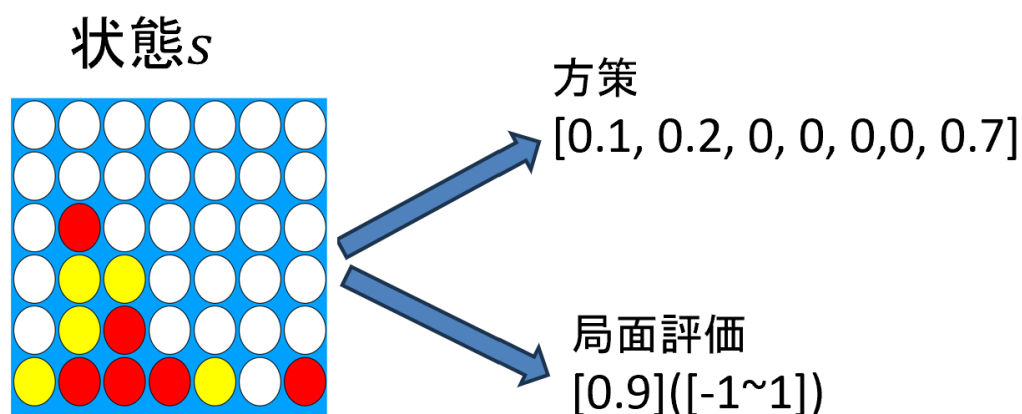 状態s
方策
[0.1, 0.2, 0, 0, 0,0, 0.7]
局面評価
[0.9]([-1~1])